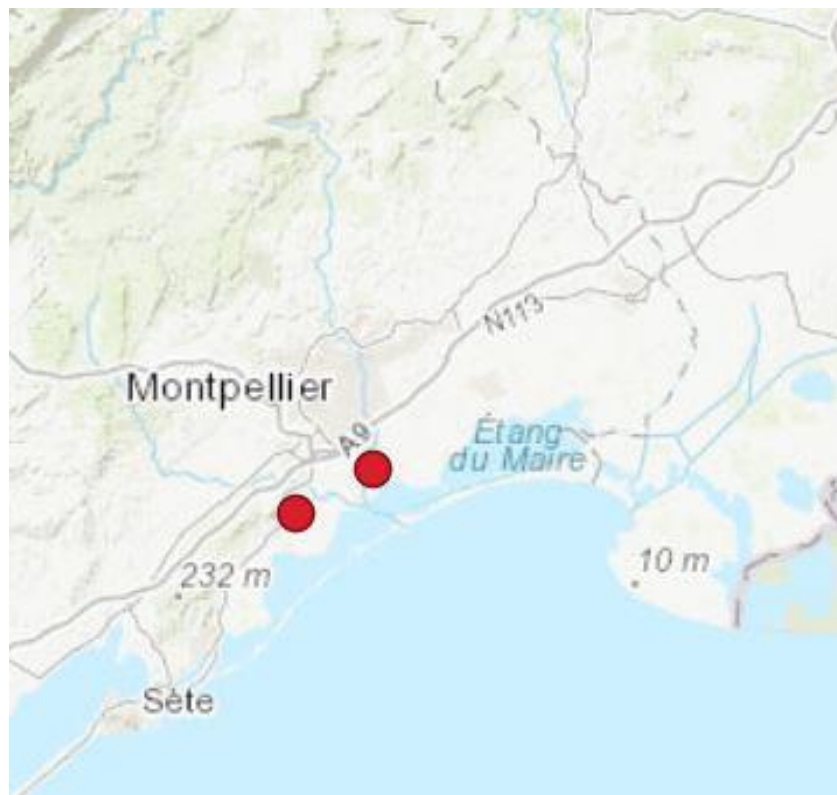 N113
Montpellier
A9
Étang
du Maire
10 m
232 m
Sète